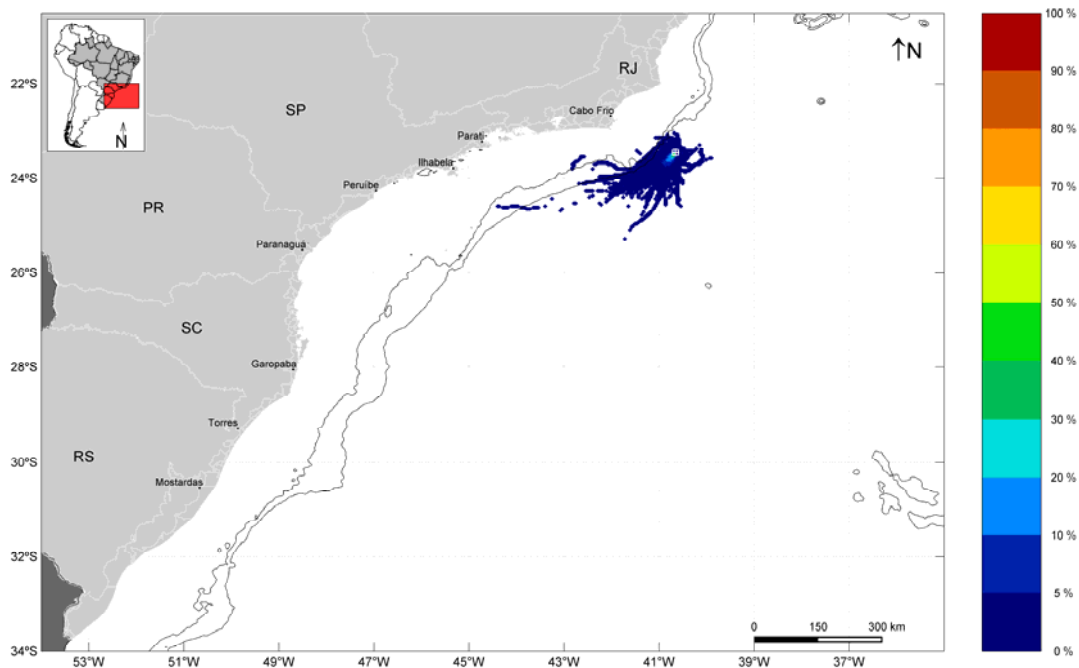 N
N
RJ
SP
PR
SC
RS
Cabo Frio
Parati
Ilhabela
Peruíbe
Paranaguá
Garopaba
Torres
Mostardas
22°S
24°S
26°S
28°S
30°S
32°S
34°S
53°W
51°W
49°W
47°W
45°W
43°W
41°W
39°W
37°W
0 150 300 km
100 %
90 %
80 %
70 %
60 %
50 %
40 %
30 %
20 %
10 %
5 %
0 %